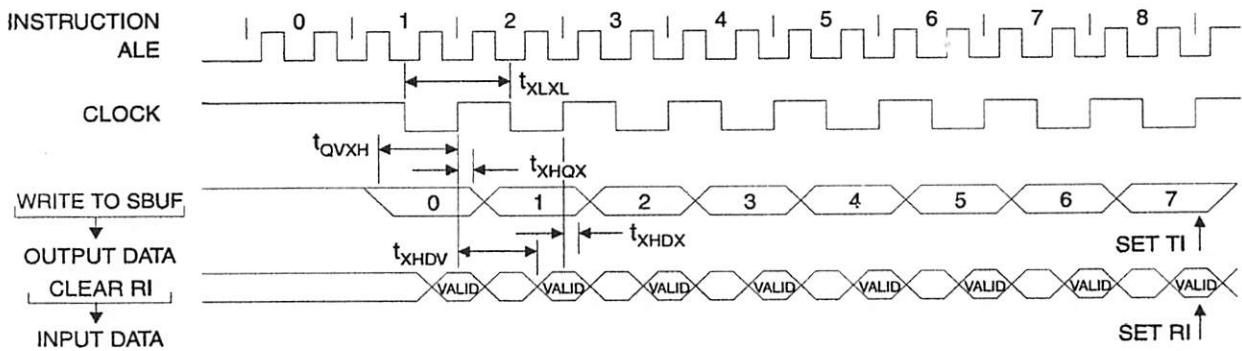 INSTRUCTION 0 1 2 3 4 5 6 7 8
ALE
tXLXL
CLOCK
tQVXH
tXHQX
WRITE TO SBUF 0 1 2 3 4 5 6 7
tXHDV tXHDX SET TI
OUTPUT DATA
CLEAR RI VALID VALID VALID VALID VALID VALID VALID VALID
INPUT DATA SET RI